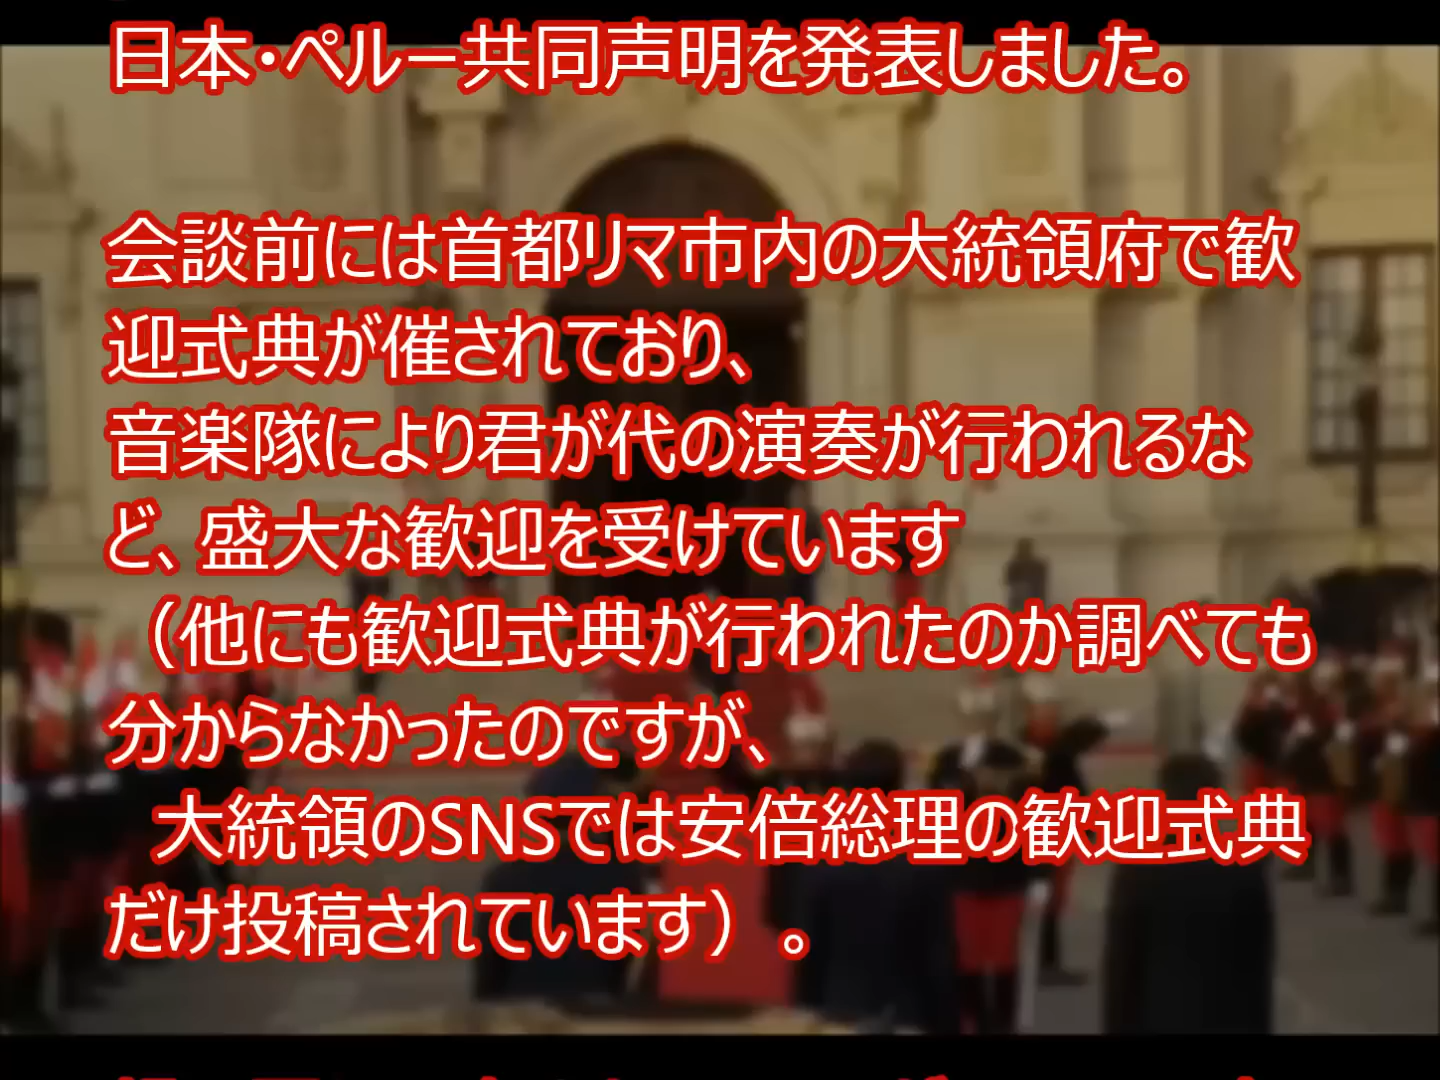 日本・ペルー共同声明を発表しました。
会談前には首都リマ市内の大統領府で歓
迎式典が催されており、
音楽隊により君が代の演奏が行われるな
ど、盛大な歓迎を受けています
（他にも歓迎式典が行われたのか調べても
分からなかったのですが、
大統領のSNSでは安倍総理の歓迎式典
だけ投稿されています）。